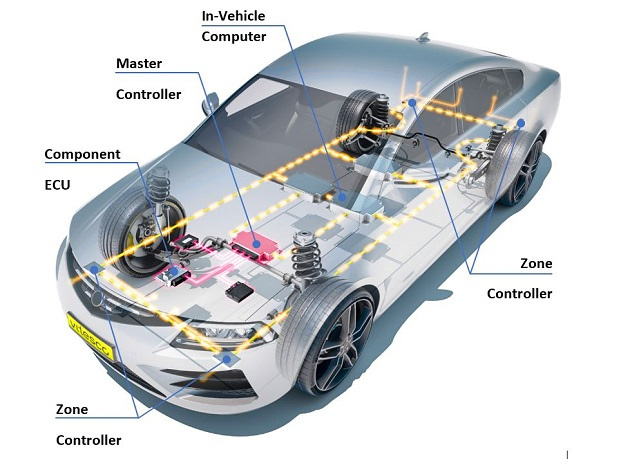 In-Vehicle
Computer
Master
Controller
Component
ECU
Zone
Controller
vitesco
Zone
Controller